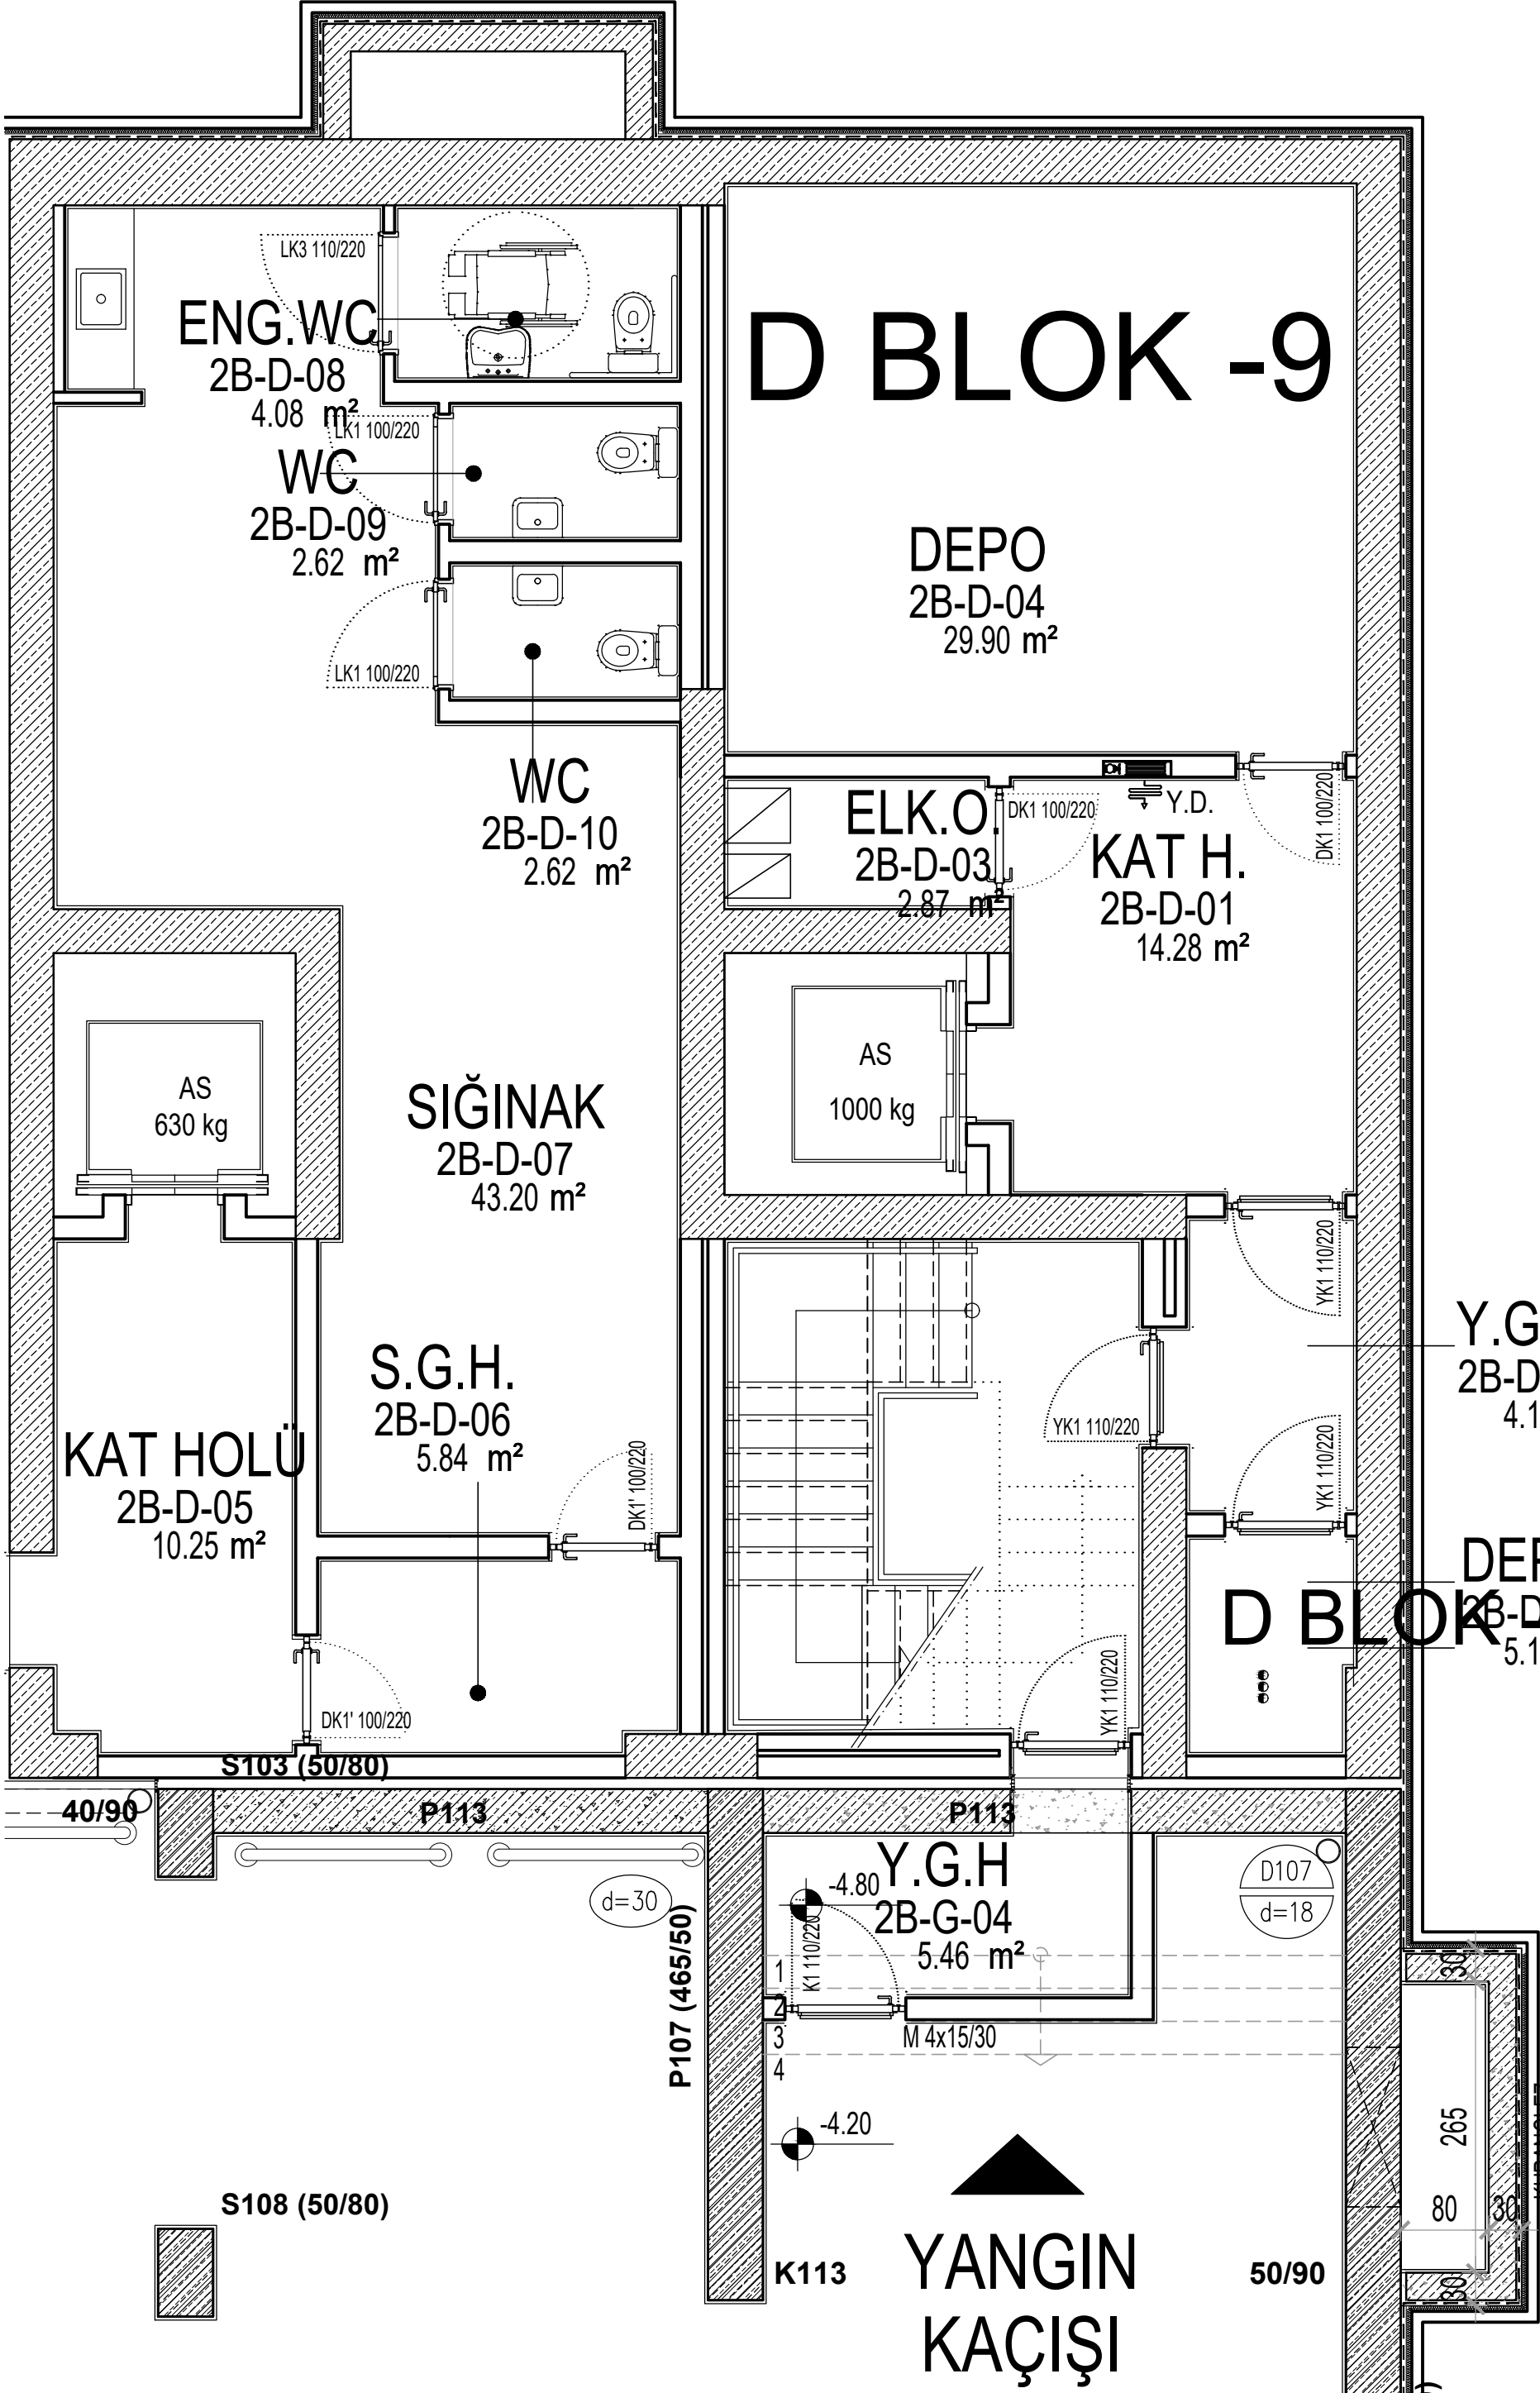 LK3 110/220
ENG.WC
2B-D-08
4.08 m²
LK1 100/220
WC
2B-D-09
2.62 m²
LK1 100/220
WC
2B-D-10
2.62 m²
D BLOK -9
DEPO
2B-D-04
29.90 m²
ELK.O.
2B-D-03
2.87 m²
DK1 100/220
Y.D.
DK1 100/220
KAT H.
2B-D-01
14.28 m²
AS
630 kg
SIĞINAK
2B-D-07
43.20 m²
AS
1000 kg
YK1 110/220
Y.G
2B-D
4.1
S.G.H.
2B-D-06
5.84 m²
KAT HOLÜ
2B-D-05
10.25 m²
DK1' 100/220
YK1 110/220
YK1 110/220
D BLOK -
2B-D
5.1
DK1' 100/220
YK1 110/220
S103 (50/80)
40/90
P113
P113
d=30
P107 (465/50)
-4.80
Y.G.H
2B-G-04
5.46 m²
K1 110/220
D107
d=18
1
2
3
4
M 4x15/30
-4.20
30
265
80
30
30
S108 (50/80)
K113
YANGIN
KAÇIŞI
50/90